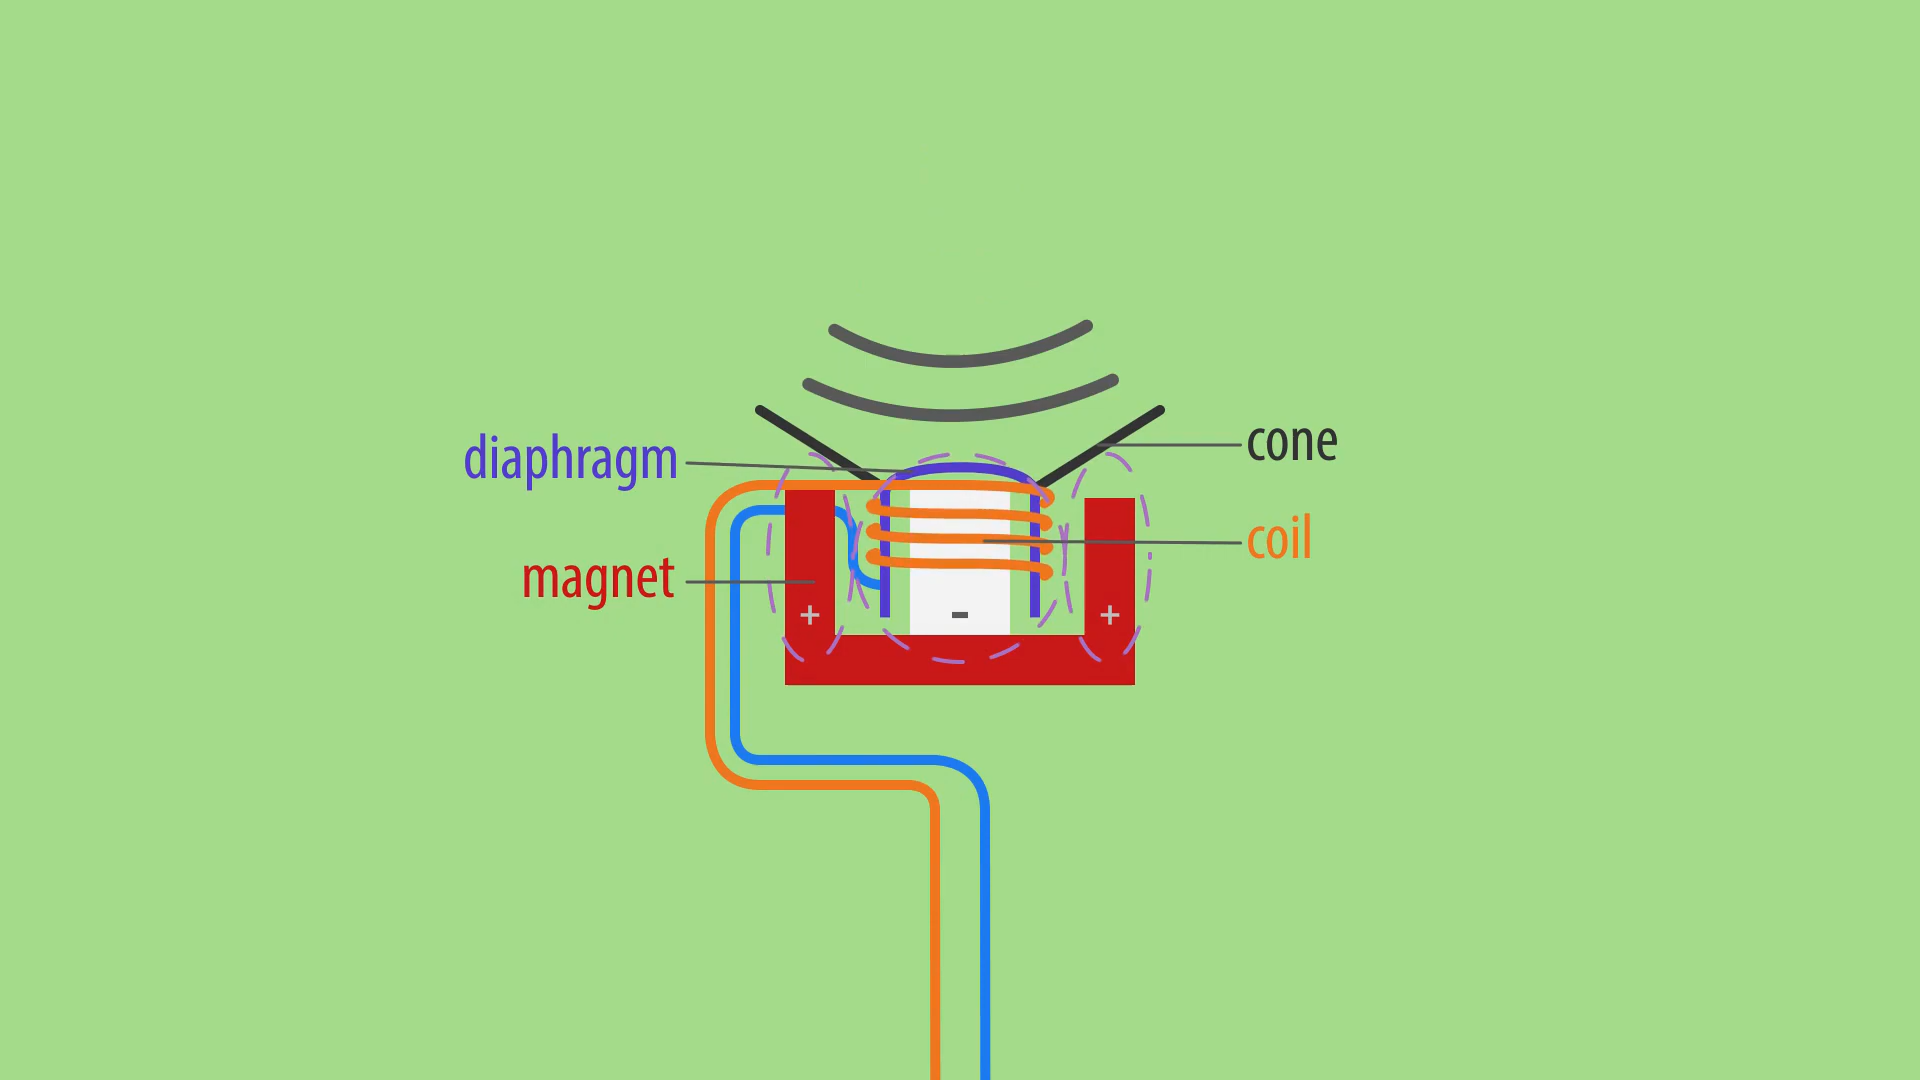 diaphragm
cone
coil
magnet
+
-
+